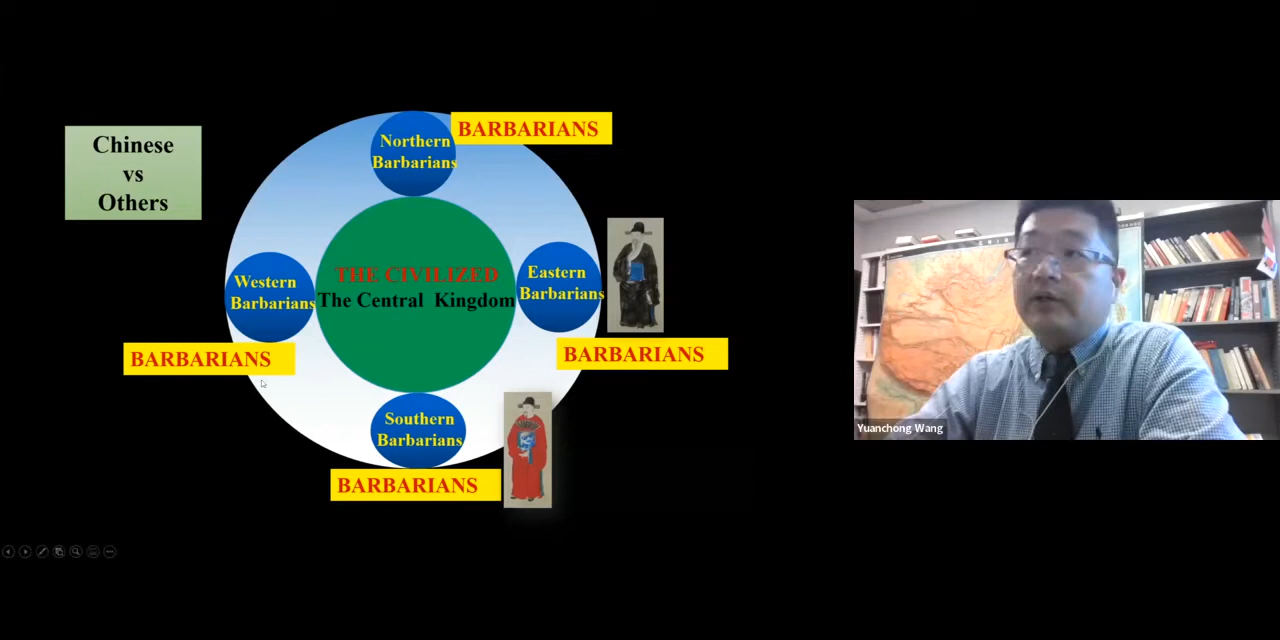 Chinese
vs
Others
Northern
Barbarians
BARBARIANS
THE CIVILIZED
The Central Kingdom
Western
Barbarians
BARBARIANS
Eastern
Barbarians
BARBARIANS
Southern
Barbarians
BARBARIANS
Yuanchong Wang